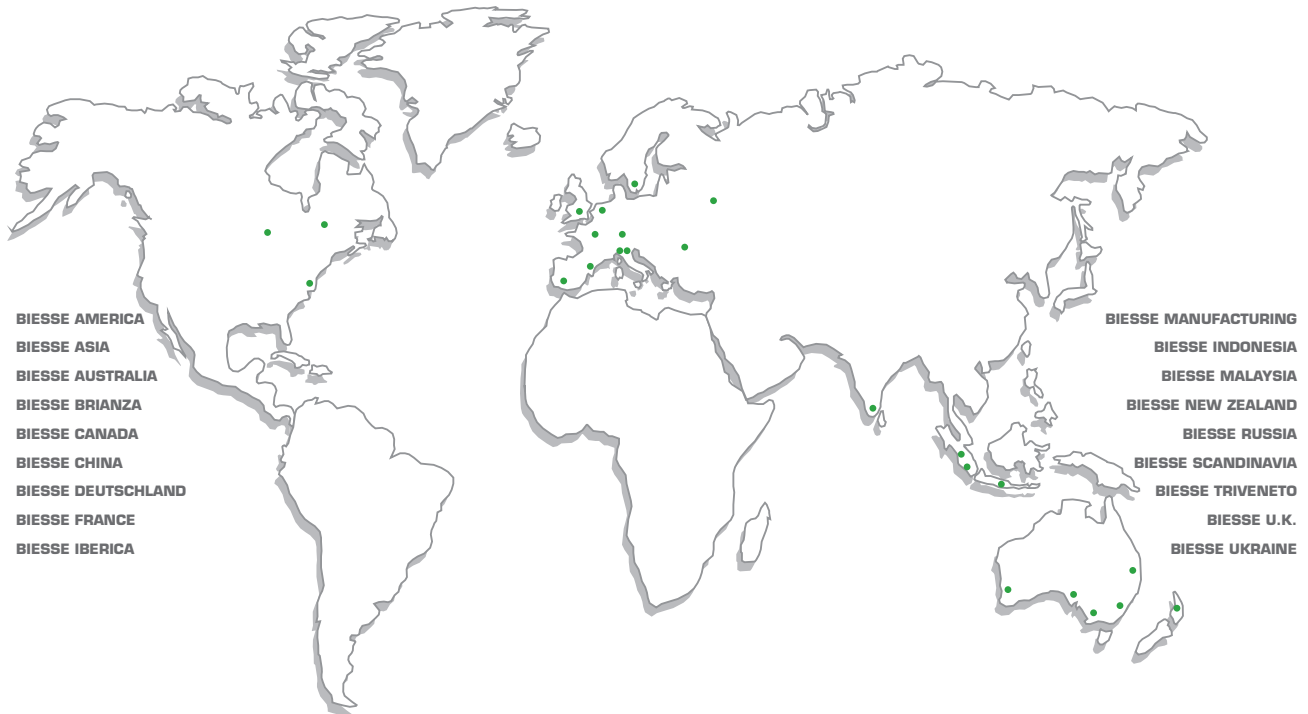 BIESSE AMERICA
BIESSE ASIA
BIESSE AUSTRALIA
BIESSE BRIANZA
BIESSE CANADA
BIESSE CHINA
BIESSE DEUTSCHLAND
BIESSE FRANCE
BIESSE IBERICA
BIESSE MANUFACTURING
BIESSE INDONESIA
BIESSE MALAYSIA
BIESSE NEW ZEALAND
BIESSE RUSSIA
BIESSE SCANDINAVIA
BIESSE TRIVENETO
BIESSE U.K.
BIESSE UKRAINE